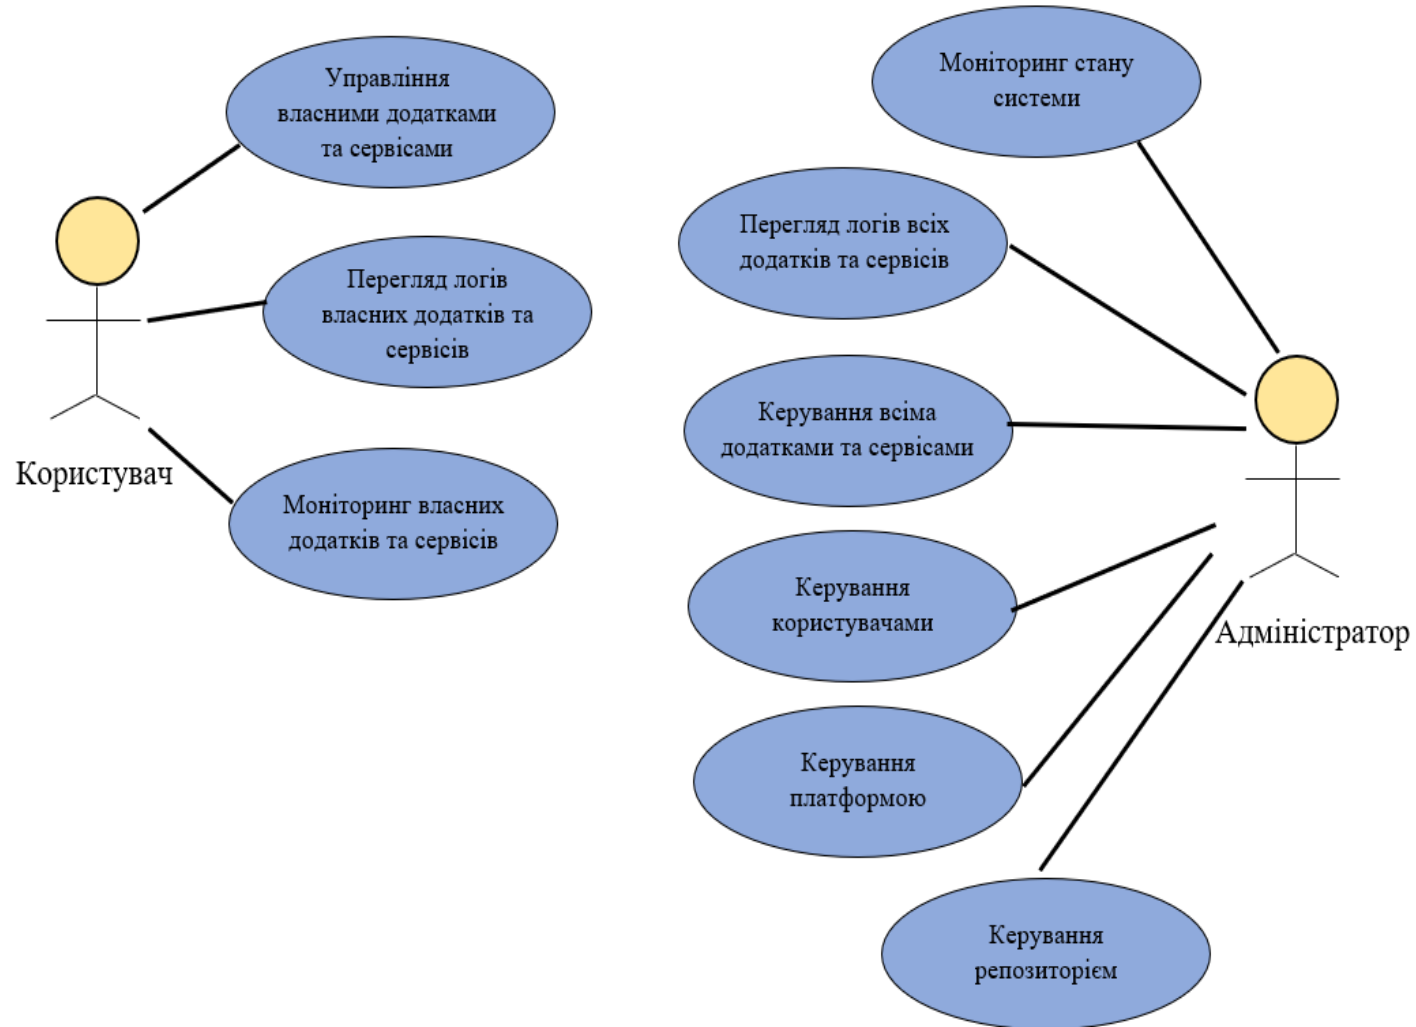 Управління
власними додатками
та сервісами
Перегляд логів
власних додатків та
сервісів
Користувач
Моніторинг власних
додатків та сервісів
Моніторинг стану
системи
Перегляд логів всіх
додатків та сервісів
Керування всіма
додатками та сервісами
Керування
користувачами
Адміністратор
Керування
платформою
Керування
репозиторієм